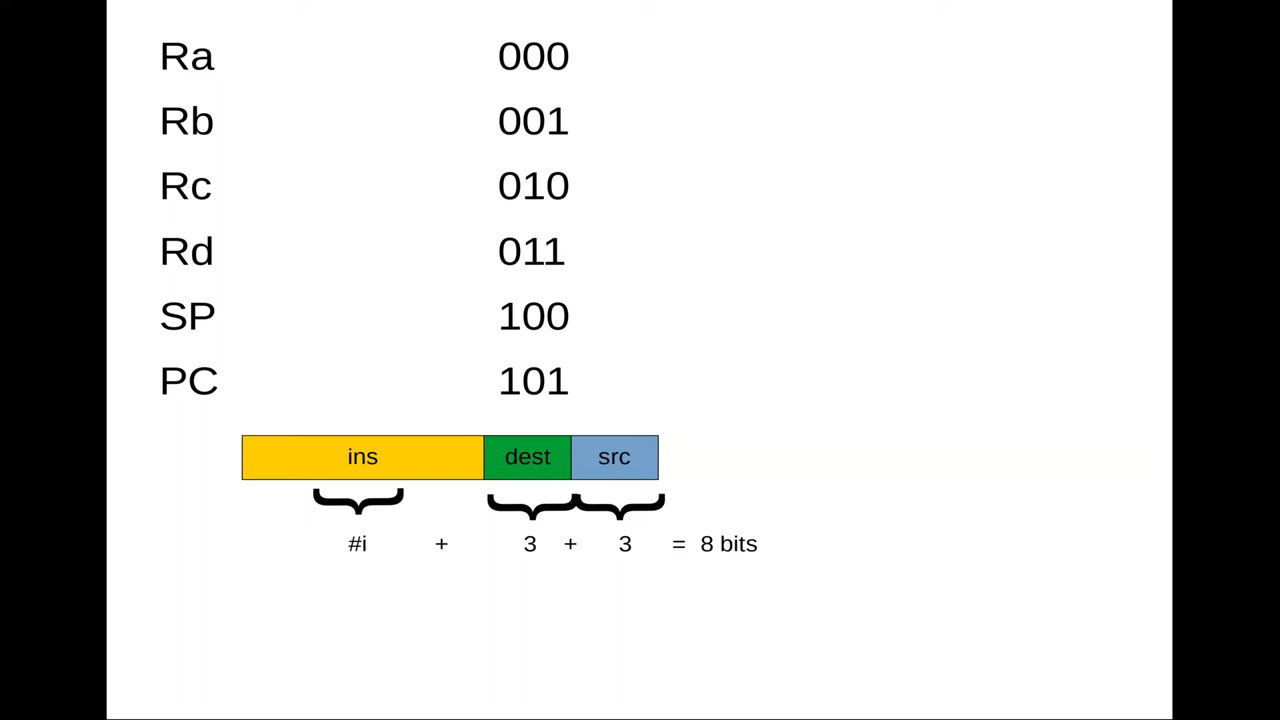 Ra 000
Rb 001
Rc 010
Rd 011
SP 100
PC 101
ins dest src
#i + 3 + 3 = 8 bits